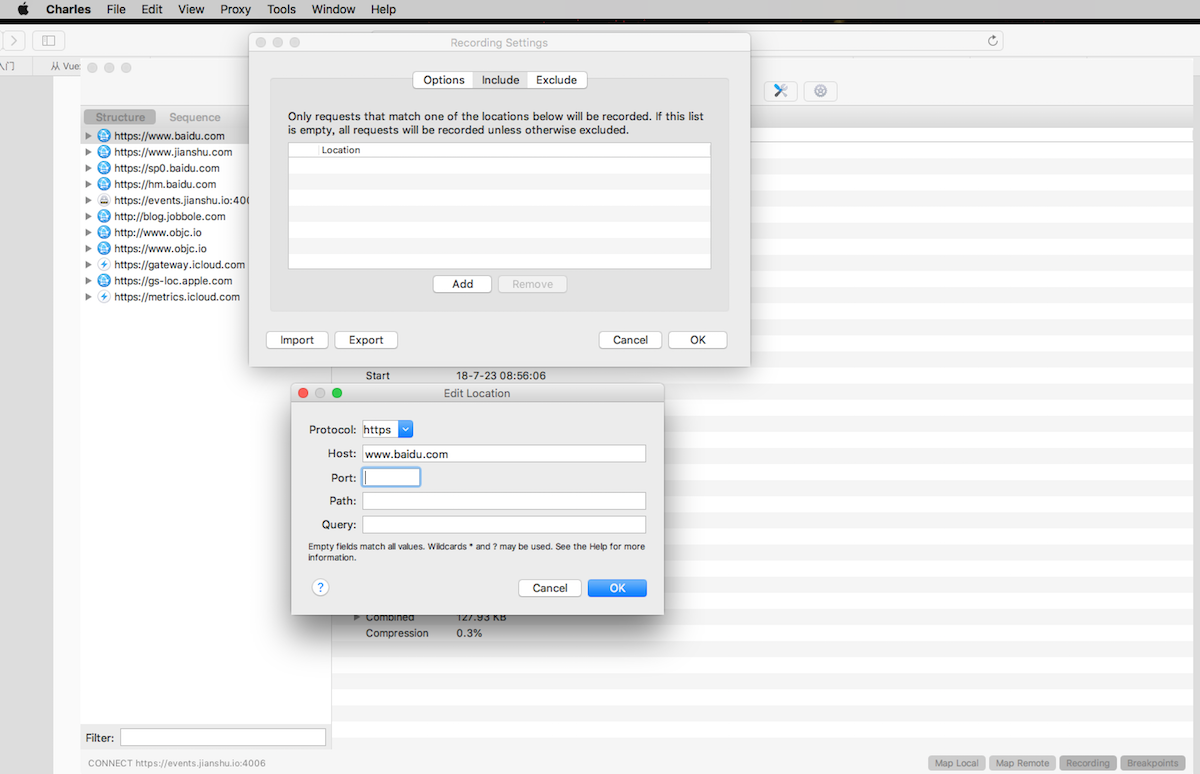 Charles File Edit View Proxy Tools Window Help
Recording Settings
入门
从 Vue
Options Include Exclude
Only requests that match one of the locations below will be recorded. If this list
is empty, all requests will be recorded unless otherwise excluded.
Location
Structure Sequence
https://www.baidu.com
https://www.jianshu.com
https://sp0.baidu.com
https://hm.baidu.com
https://events.jianshu.io:400
http://blog.jobbole.com
http://www.objc.io
https://www.objc.io
https://gateway.icloud.com
https://gs-loc.apple.com
https://metrics.icloud.com
Add Remove
Import Export Cancel OK
Start 18-7-23 08:56:06
Edit Location
Protocol: https
Host: www.baidu.com
Port:
Path:
Query:
Empty fields match all values. Wildcards * and ? may be used. See the Help for more
information.
? Cancel OK
Combined 127.93 KB
Compression 0.3%
Filter:
CONNECT https://events.jianshu.io:4006
Map Local Map Remote Recording Breakpoints